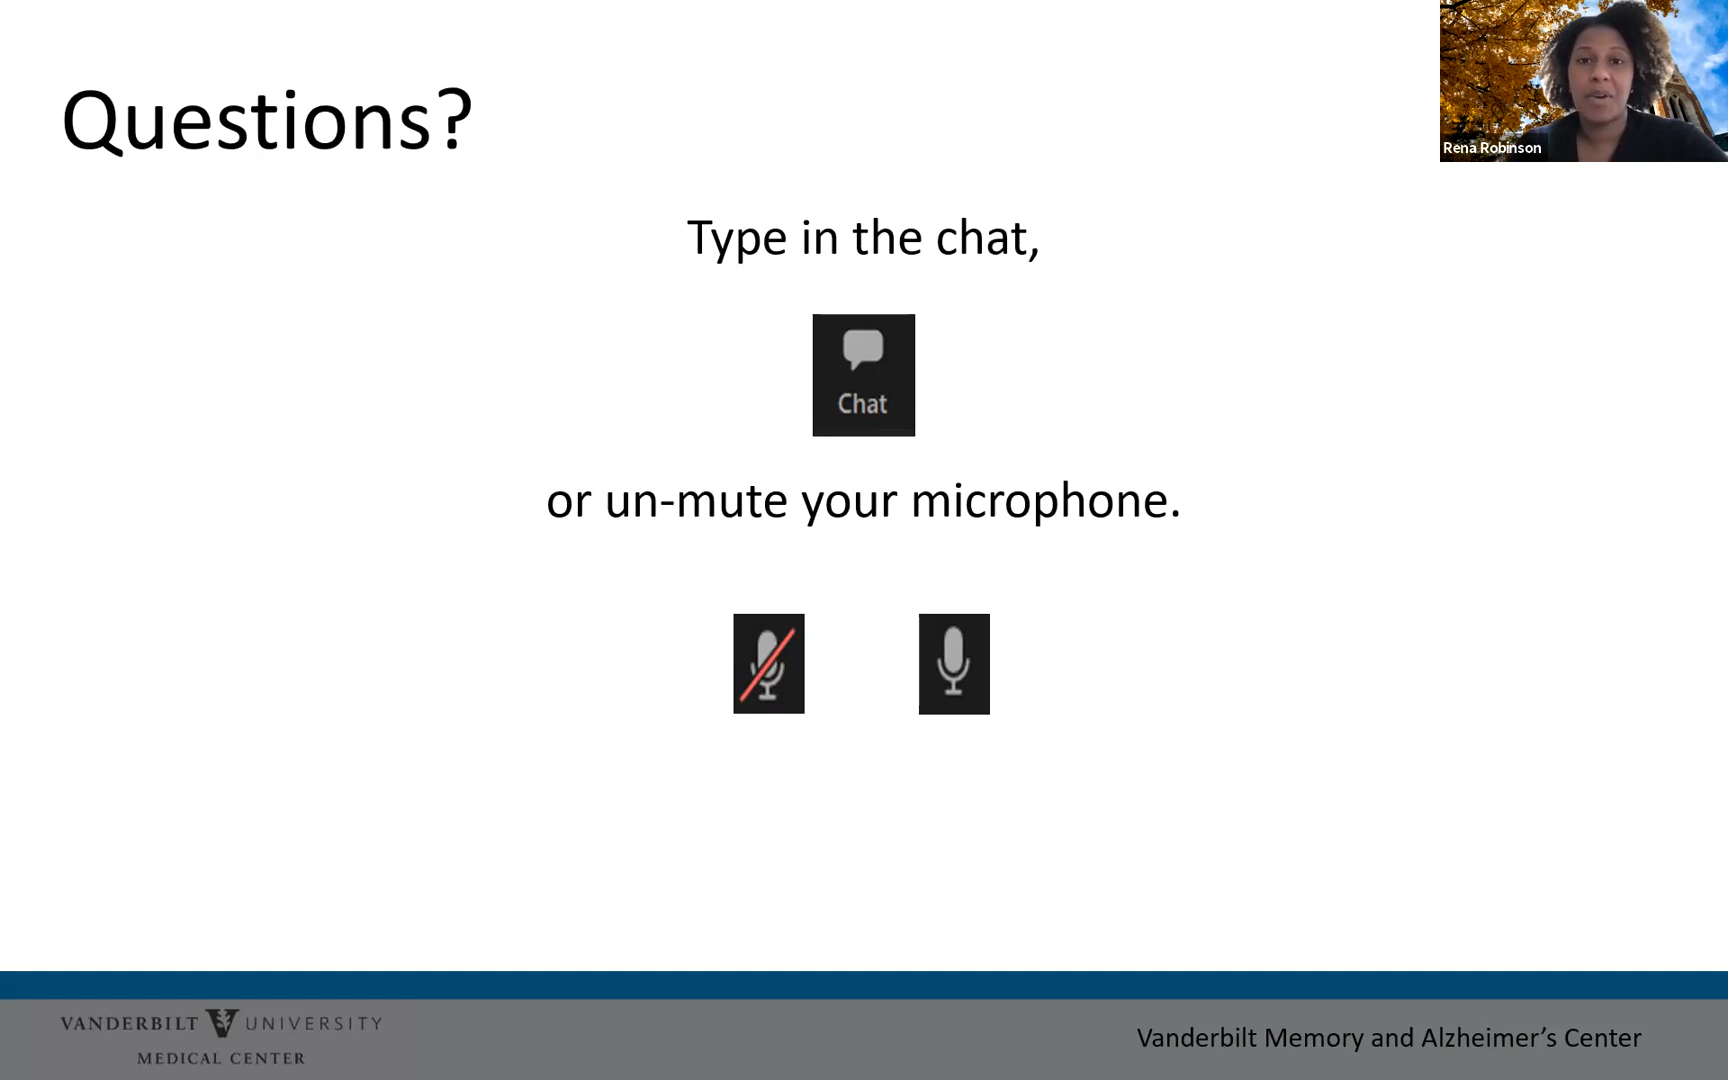 Questions?
Rena Robinson
Type in the chat,
Chat
or un-mute your microphone.
VANDERBILT UNIVERSITY
MEDICAL CENTER
Vanderbilt Memory and Alzheimer’s Center